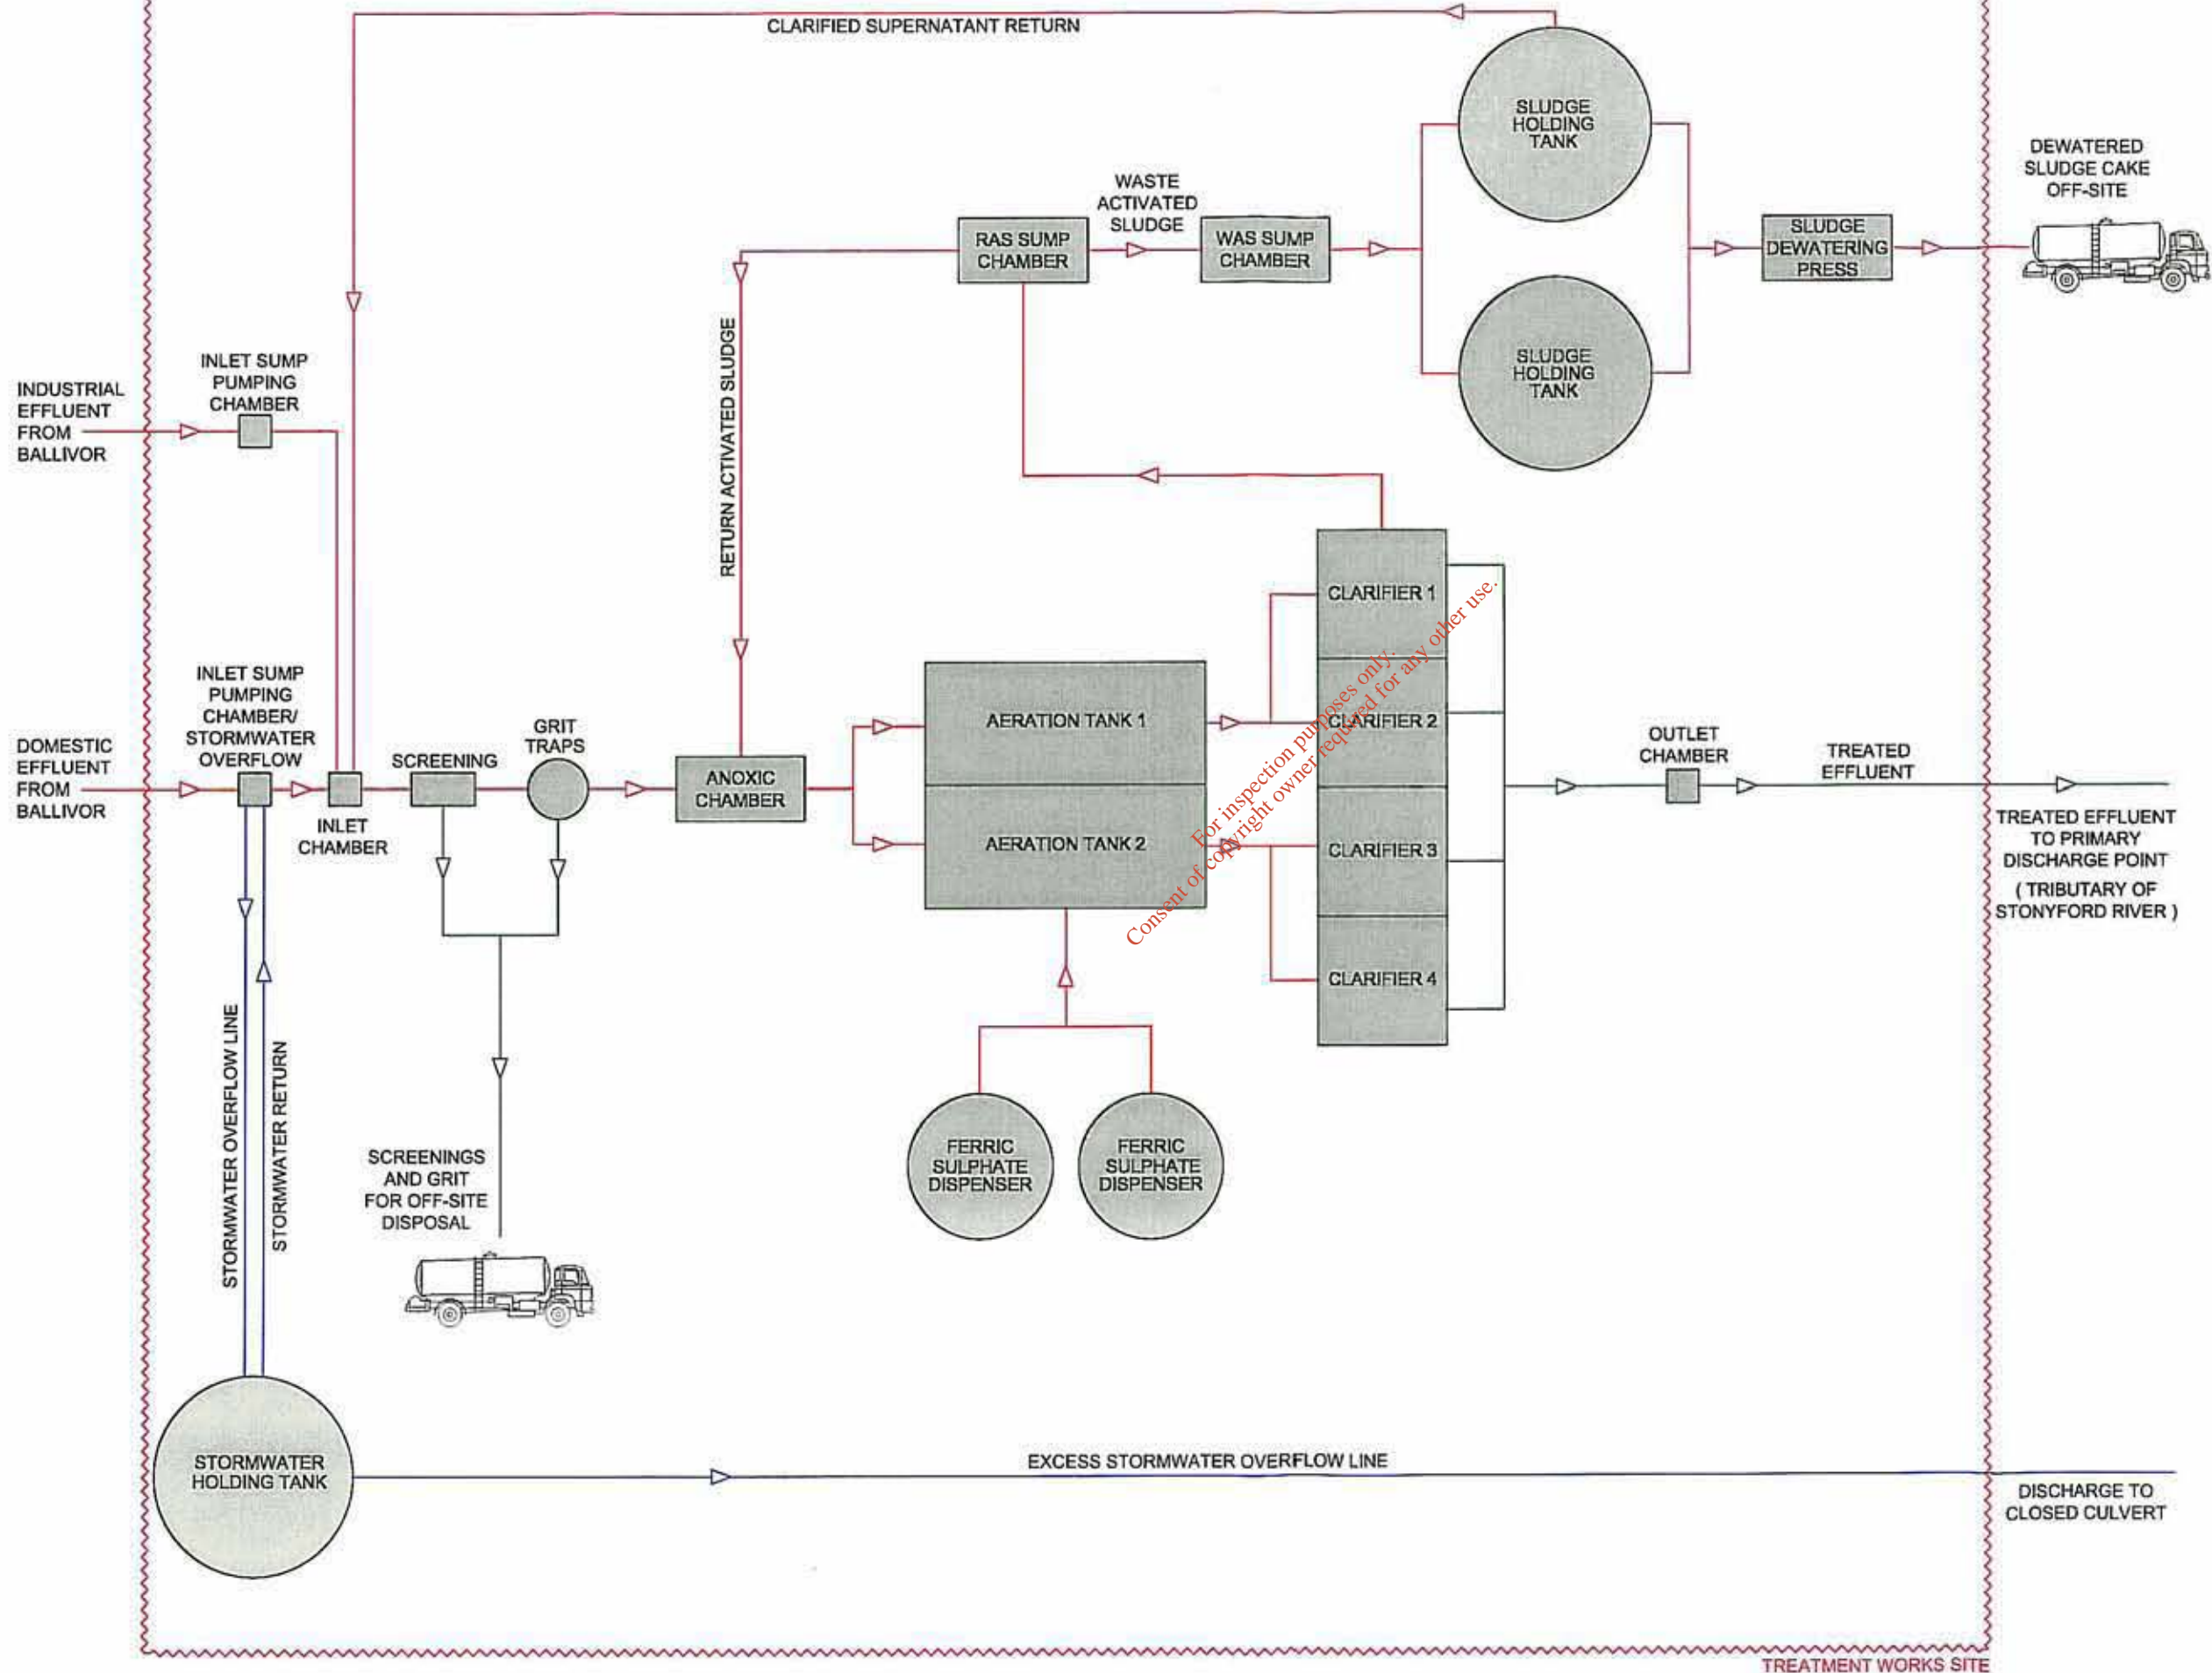 CLARIFIED SUPERNATANT RETURN
SLUDGE
HOLDING
TANK
DEWATERED
SLUDGE CAKE
OFF-SITE
WASTE
ACTIVATED
SLUDGE
RAS SUMP
CHAMBER
WAS SUMP
CHAMBER
SLUDGE
DEWATERING
PRESS
SLUDGE
HOLDING
TANK
INLET SUMP
PUMPING
CHAMBER
INDUSTRIAL
EFFLUENT
FROM
BALLIVOR
RETURN ACTIVATED SLUDGE
CLARIFIER 1
CLARIFIER 2
CLARIFIER 3
CLARIFIER 4
For inspection purposes only.
Consent of copyright owner required for any other use.
INLET SUMP
PUMPING
CHAMBER/
STORMWATER
OVERFLOW
DOMESTIC
EFFLUENT
FROM
BALLIVOR
INLET
CHAMBER
SCREENING
GRIT
TRAPS
ANOXIC
CHAMBER
AERATION TANK 1
AERATION TANK 2
OUTLET
CHAMBER
TREATED
EFFLUENT
TREATED EFFLUENT
TO PRIMARY
DISCHARGE POINT
( TRIBUTARY OF
STONYFORD RIVER )
STORMWATER OVERFLOW LINE
STORMWATER RETURN
SCREENINGS
AND GRIT
FOR OFF-SITE
DISPOSAL
FERRIC
SULPHATE
DISPENSER
FERRIC
SULPHATE
DISPENSER
STORMWATER
HOLDING TANK
EXCESS STORMWATER OVERFLOW LINE
DISCHARGE TO
CLOSED CULVERT
TREATMENT WORKS SITE